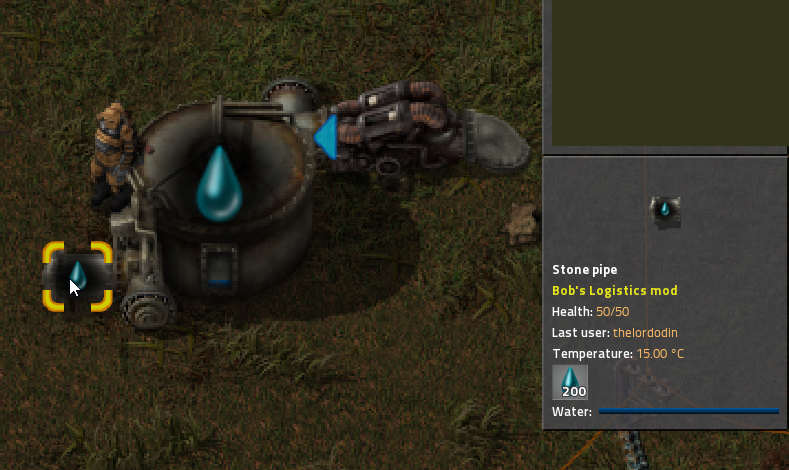 Stone pipe
Bob's Logistics mod
Health: 50/50
Last user: thelordodin
Temperature: 15.00 °C
200
Water: